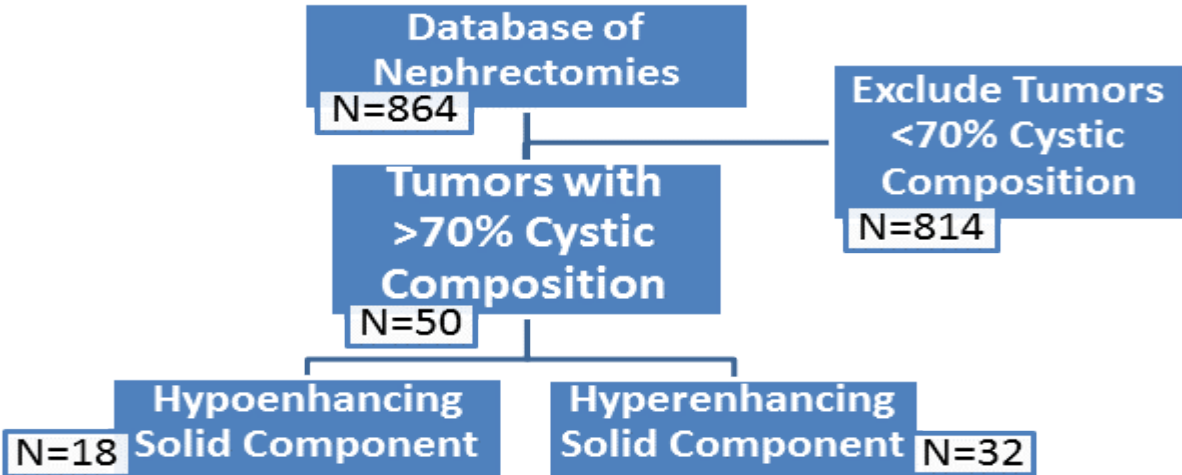 Database of
Nephrectomies
N=864
Exclude Tumors
<70% Cystic
Composition
N=814
Tumors with
>70% Cystic
Composition
N=50
Hypoenhancing
Solid Component
N=18
Hyperenhancing
Solid Component
N=32